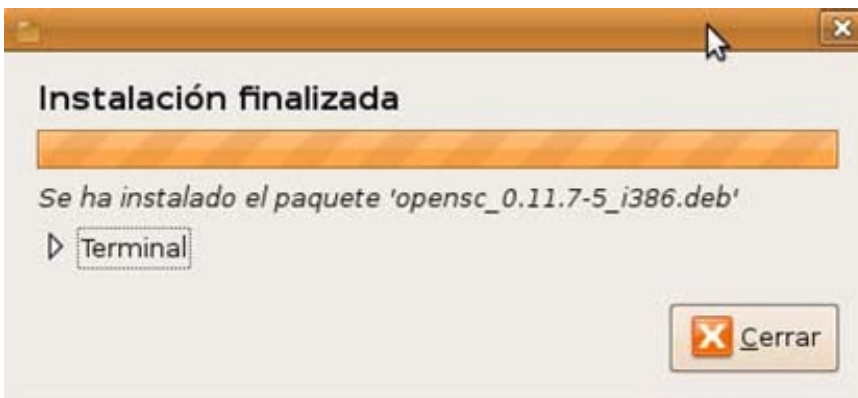 Instalación finalizada
Se ha instalado el paquete 'opensc_0.11.7-5_i386.deb'
Terminal
Cerrar